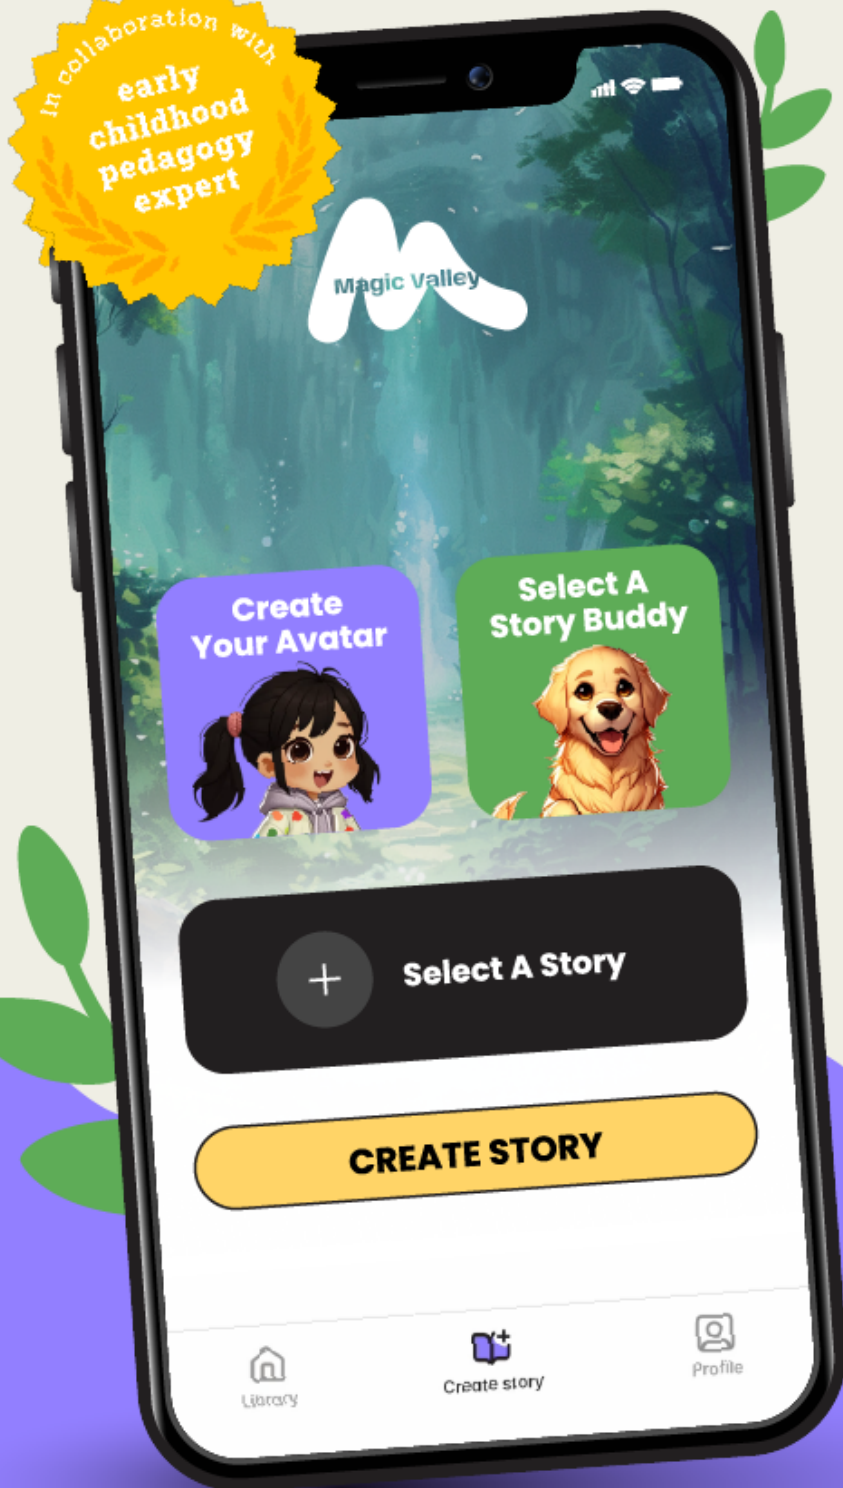 in collaboration with
early
childhood
pedagogy
expert
Magic Valley
Create
Your Avatar
Select A
Story Buddy
Select A Story
CREATE STORY
Library
Create story
Profile